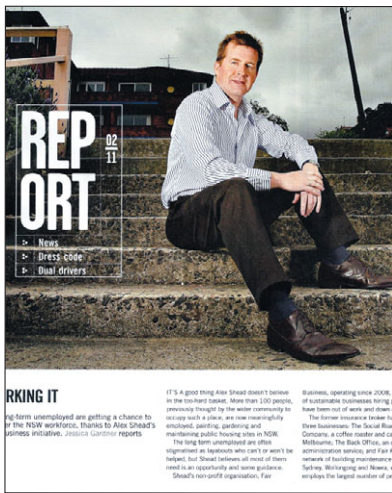 REP
ORT
02
11
News
Dress code
Dual drivers
RKING IT
ng-term unemployed are getting a chance to
er the NSW workforce, thanks to Alex Shead's
usiness initiative. Jessica Gardner reports
IT'S A good thing Alex Shead doesn't believe
in the too-hard basket. More than 100 people,
previously thought by the wider community to
occupy such a place, are now meaningfully
employed, painting, gardening and
maintaining public housing sites in NSW.
The long-term unemployed are often
stigmatised as layabouts who can't or won't be
helped, but Shead believes all most of them
need is an opportunity and some guidance.
Shead's non-profit organisation, Fair
Business, operating since 2008,
of sustainable businesses hiring
have been out of work and down
The former insurance broker
three businesses: The Social Roa
Company, a coffee master and ca
Melbourne, The Back Office, an
administration service, and Fair
network of building maintenance
Sydney, Wollongong and Nowra,
employs the largest number of pe